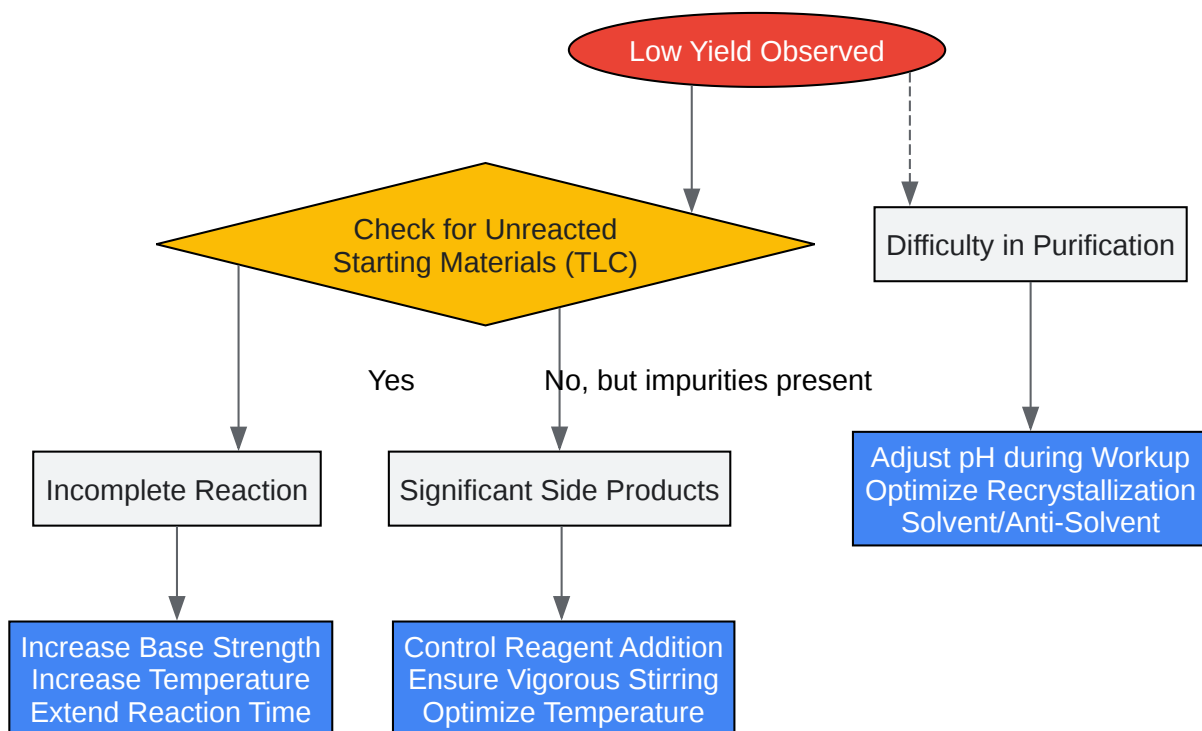 Low Yield Observed
Check for Unreacted
Starting Materials (TLC)
Difficulty in Purification
Yes
No, but impurities present
Incomplete Reaction
Significant Side Products
Adjust pH during Workup
Optimize Recrystallization
Solvent/Anti-Solvent
Increase Base Strength
Increase Temperature
Extend Reaction Time
Control Reagent Addition
Ensure Vigorous Stirring
Optimize Temperature